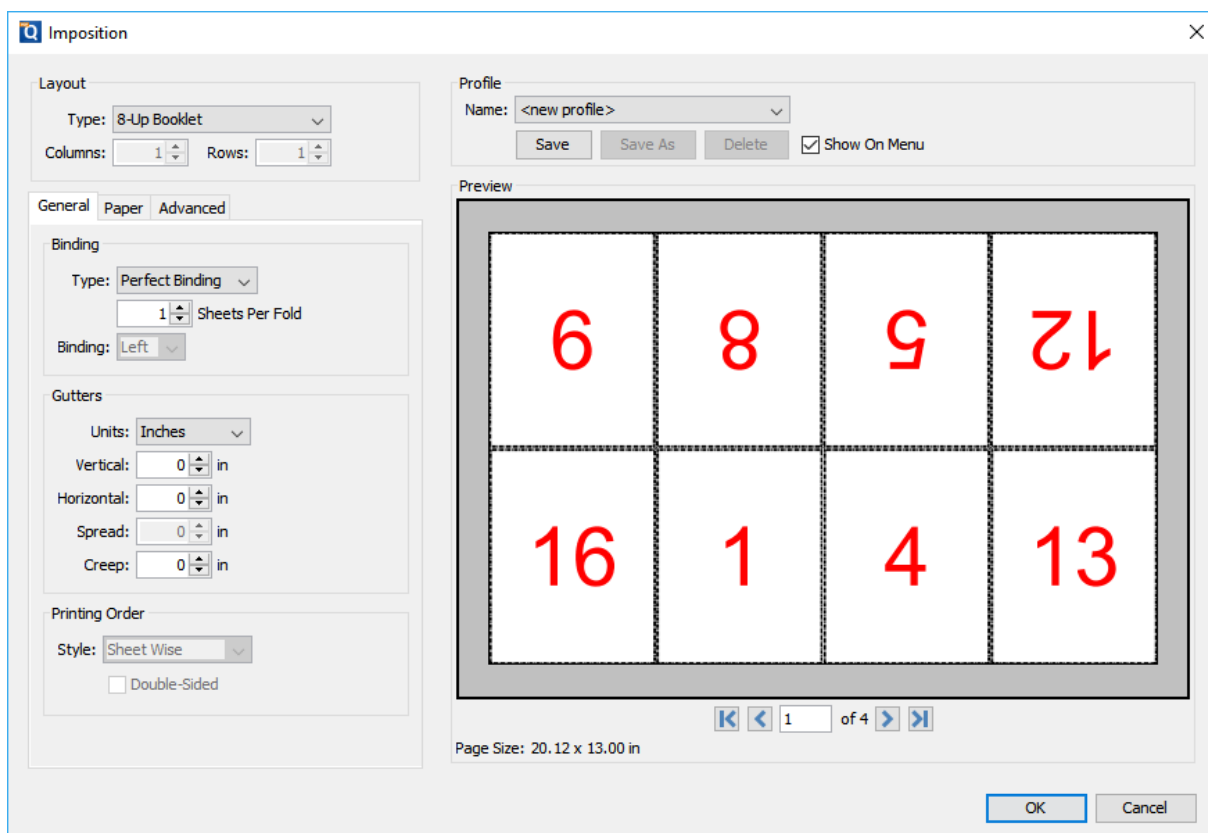 Imposition
Layout
Type: 8-Up Booklet
Columns: 1 Rows: 1
General Paper Advanced
Binding
Type: Perfect Binding
1 Sheets Per Fold
Binding: Left
Gutters
Units: Inches
Vertical: 0 in
Horizontal: 0 in
Spread: 0 in
Creep: 0 in
Printing Order
Style: Sheet Wise
Double-Sided
Profile
Name: <new profile>
Save Save As Delete Show On Menu
Preview
9 8 5 12
16 1 4 13
1 of 4
Page Size: 20.12 x 13.00 in
OK Cancel